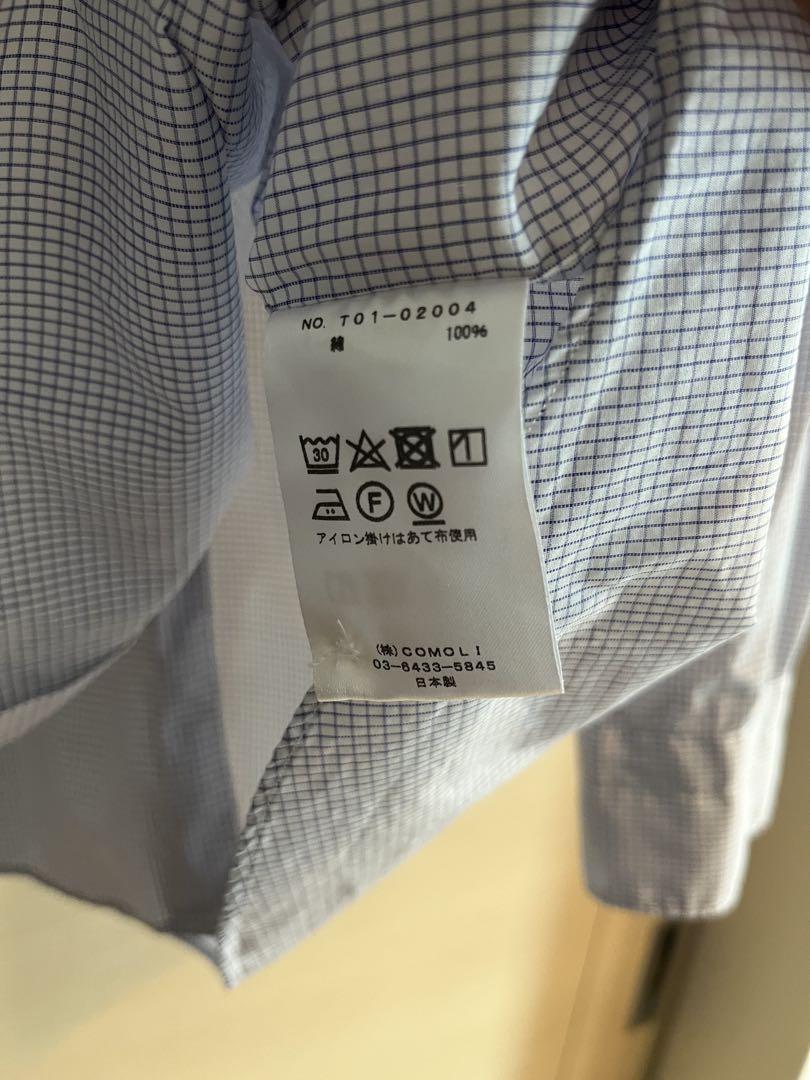 NO. T01-02004
綿 100%
30
F W
アイロン掛けはあて布使用
(株)COMOLI
03-6433-5845
日本製